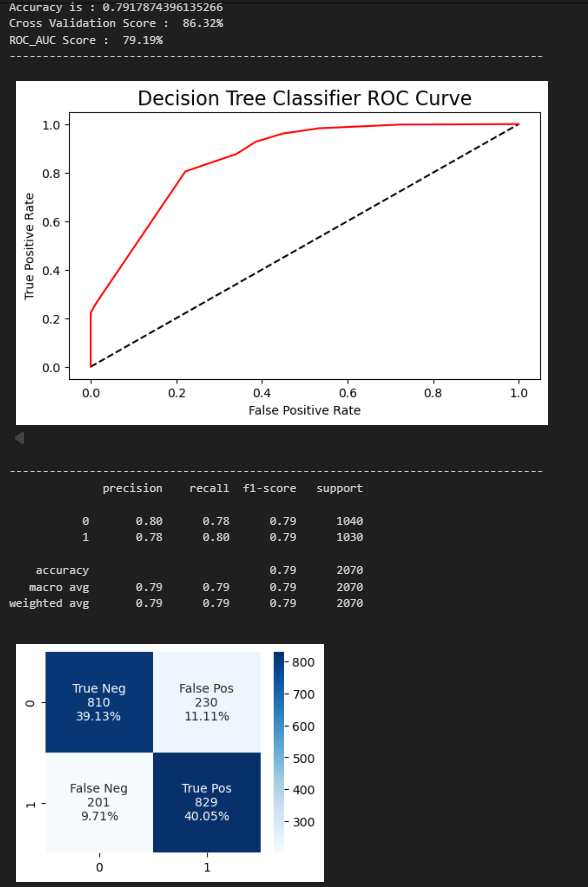 Accuracy is : 0.7917874396135266
Cross Validation Score :  86.32%
ROC_AUC Score :  79.19%
--------------------------------------------------------------------------------
Decision Tree Classifier ROC Curve
1.0
0.8
0.6
0.4
0.2
0.0
True Positive Rate
0.0 0.2 0.4 0.6 0.8 1.0
False Positive Rate
--------------------------------------------------------------------------------
precision recall f1-score support
0 0.80 0.78 0.79 1040
1 0.78 0.80 0.79 1030
accuracy 0.79 2070
macro avg 0.79 0.79 0.79 2070
weighted avg 0.79 0.79 0.79 2070
0
True Neg
810
39.13%
False Pos
230
11.11%
1
False Neg
201
9.71%
True Pos
829
40.05%
0 1
800
700
600
500
400
300